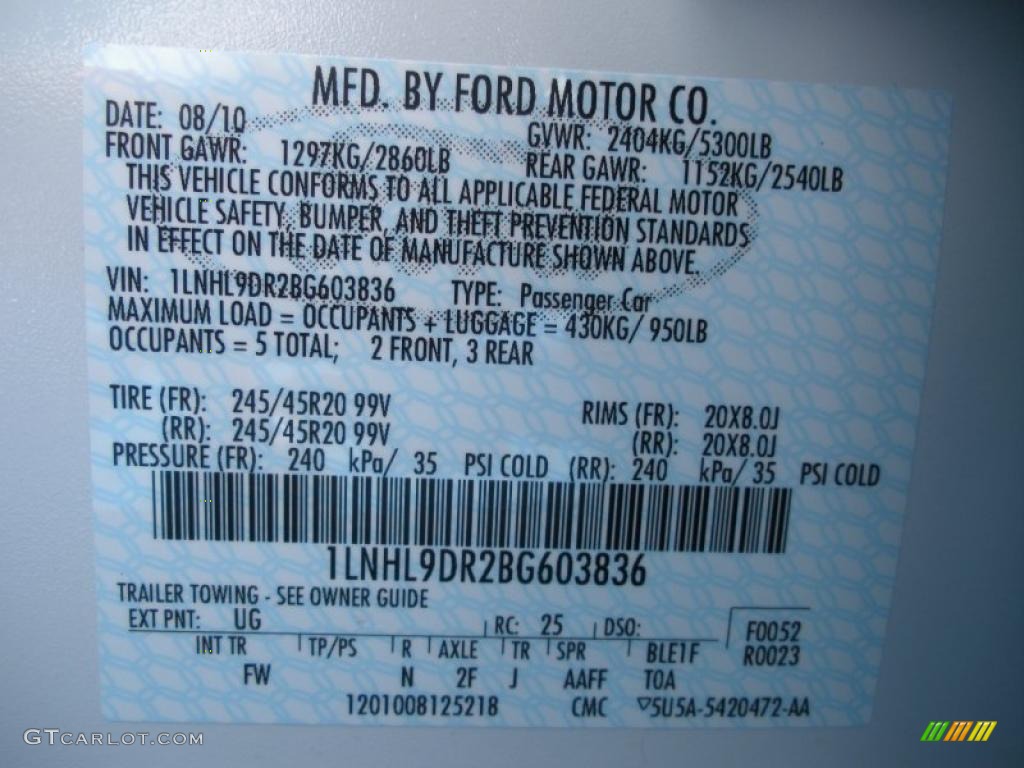 MFD. BY FORD MOTOR CO.
DATE: 08/10 GVWR: 2404KG/5300LB
FRONT GAWR: 1297KG/2860LB REAR GAWR: 1152KG/2540LB
THIS VEHICLE CONFORMS TO ALL APPLICABLE FEDERAL MOTOR
VEHICLE SAFETY, BUMPER, AND THEFT PREVENTION STANDARDS
IN EFFECT ON THE DATE OF MANUFACTURE SHOWN ABOVE.
VIN: 1LNHL9DR2BG603836 TYPE: Passenger Car
MAXIMUM LOAD = OCCUPANTS + LUGGAGE = 430KG/ 950LB
OCCUPANTS = 5 TOTAL; 2 FRONT, 3 REAR
TIRE (FR): 245/45R20 99V RIMS (FR): 20X8.0J
(RR): 245/45R20 99V (RR): 20X8.0J
PRESSURE (FR): 240 kPa/ 35 PSI COLD (RR): 240 kPa/ 35 PSI COLD
1LNHL9DR2BG603836
TRAILER TOWING - SEE OWNER GUIDE
EXT PNT: UG RC: 25 DSO: F0052
INT TR TP/PS R AXLE TR SPR BLE1F R0023
FW N 2F J AAFF TOA
1201008125218 CMC ▽5U5A-5420472-AA
GTCARLOT.COM